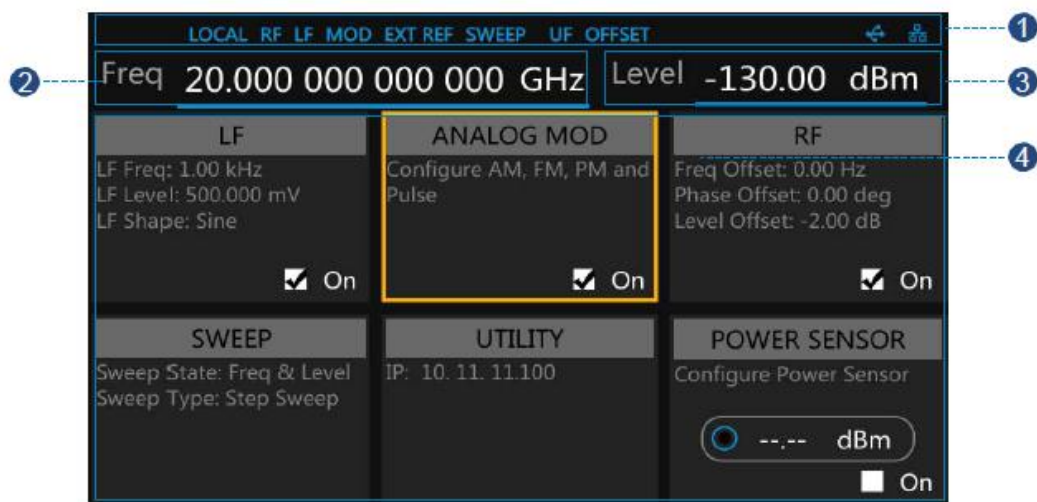 LOCAL RF LF MOD EXT REF SWEEP UF OFFSET
1
2
Freq 20.000 000 000 000 GHz
Level -130.00 dBm
3
LF
LF Freq: 1.00 kHz
LF Level: 500.000 mV
LF Shape: Sine
On
ANALOG MOD
Configure AM, FM, PM and
Pulse
On
RF
Freq Offset: 0.00 Hz
Phase Offset: 0.00 deg
Level Offset: -2.00 dB
On
4
SWEEP
Sweep State: Freq & Level
Sweep Type: Step Sweep
UTILITY
IP: 10. 11. 11.100
POWER SENSOR
Configure Power Sensor
--.-- dBm
On